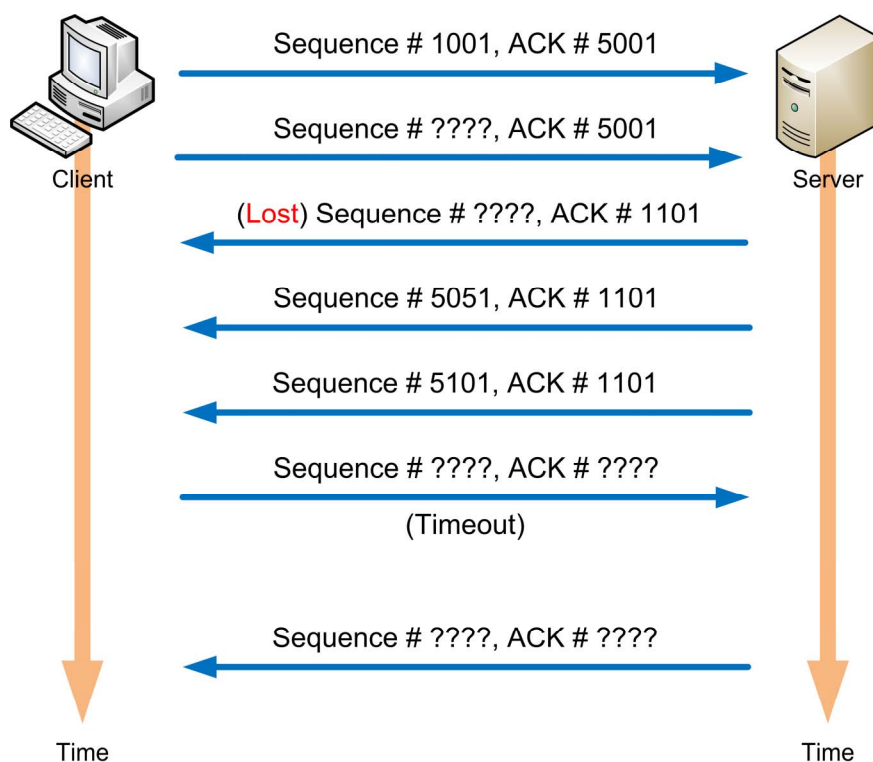 Sequence # 1001, ACK # 5001
Sequence # ????, ACK # 5001
Client
Server
(Lost) Sequence # ????, ACK # 1101
Sequence # 5051, ACK # 1101
Sequence # 5101, ACK # 1101
Sequence # ????, ACK # ????
(Timeout)
Sequence # ????, ACK # ????
Time
Time